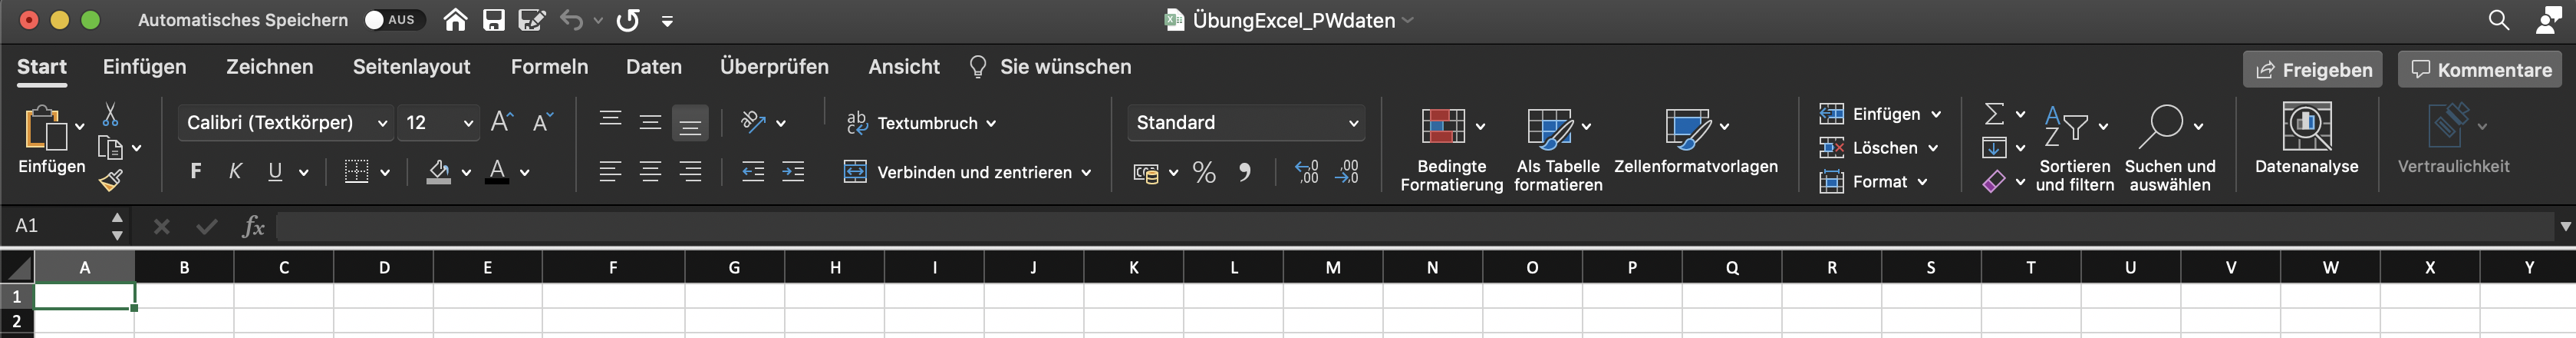 Automatisches Speichern AUS ÜbungExcel_PWdaten
Start Einfügen Zeichnen Seitenlayout Formeln Daten Überprüfen Ansicht Sie wünschen Freigeben Kommentare
Calibri (Textkörper) 12 A A ab Textumbruch Standard Einfügen
Einfügen F K U A Verbinden und zentrieren % Löschen
Bedingte Formatierung Als Tabelle formatieren Zellenformatvorlagen Format Sortieren und filtern Suchen und auswählen Datenanalyse Vertraulichkeit
A1 fx
A B C D E F G H I J K L M N O P Q R S T U V W X Y
1
2